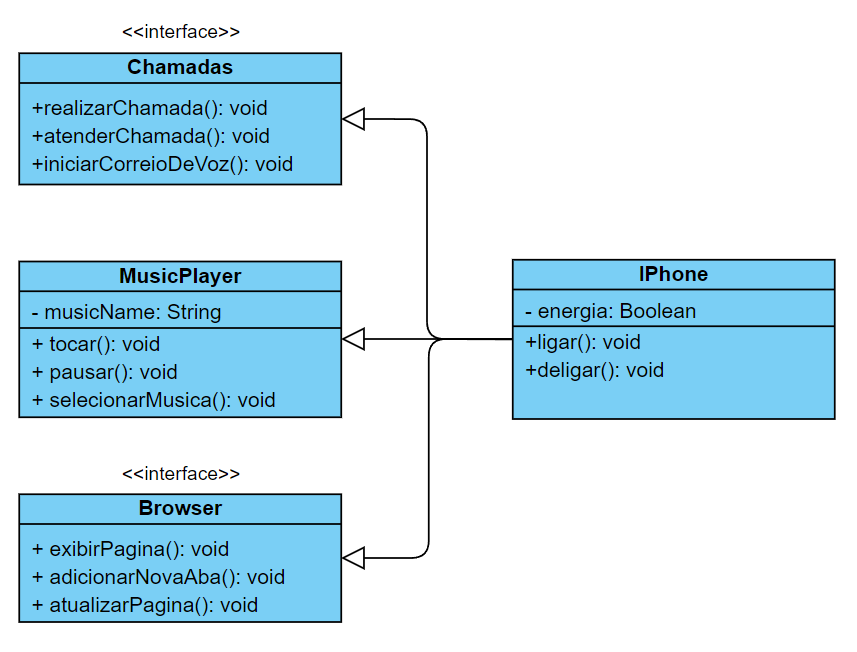 <<interface>>
Chamadas
+realizarChamada(): void
+atenderChamada(): void
+iniciarCorreioDeVoz(): void
MusicPlayer
- musicName: String
+ tocar(): void
+ pausar(): void
+ selecionarMusica(): void
<<interface>>
Browser
+ exibirPagina(): void
+ adicionarNovaAba(): void
+ atualizarPagina(): void
IPhone
- energia: Boolean
+ligar(): void
+deligar(): void